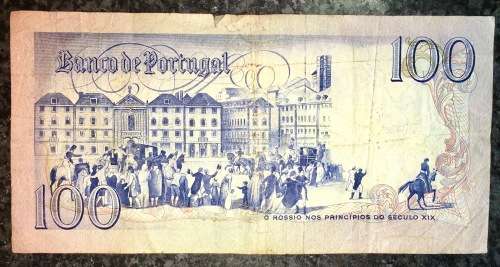 Banco de Portugal
100
100
O ROSSIO NOS PRINCÍPIOS DO SÉCULO XIX